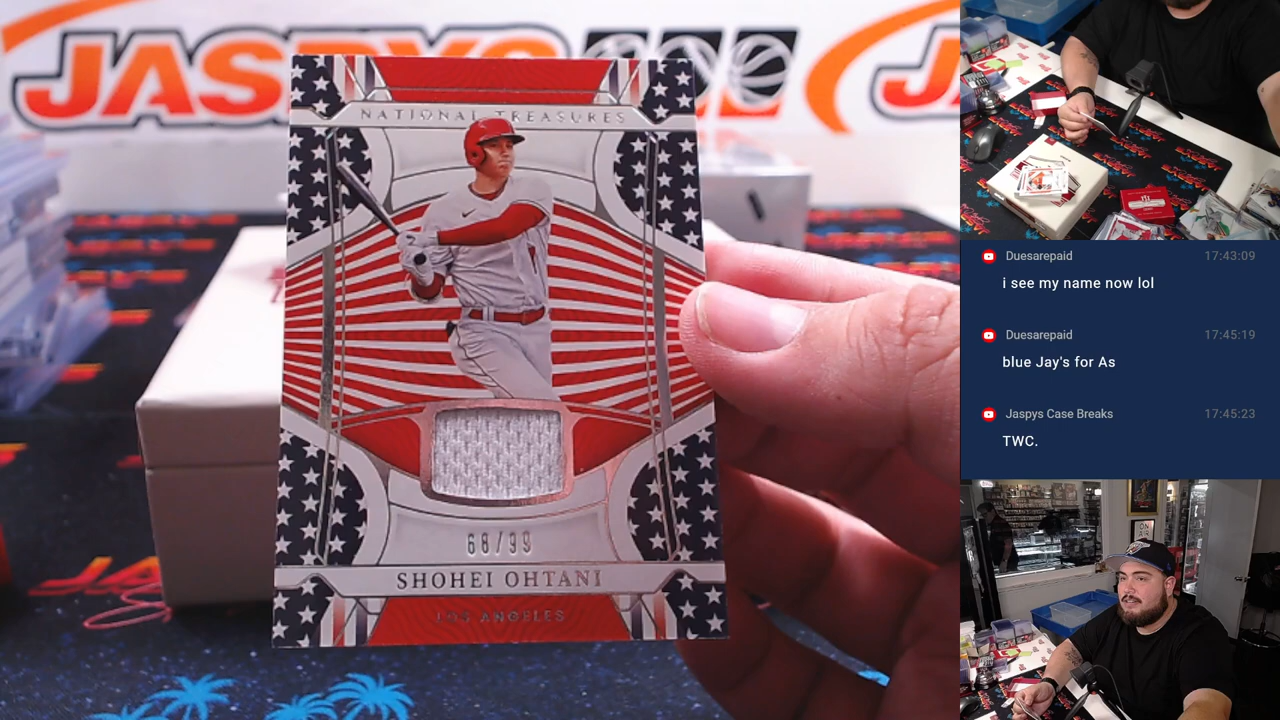 JASPYS
J
NATIONAL TREASURES
68/99
SHOHEI OHTANI
LOS ANGELES
Duesarepaid 17:43:09
i see my name now lol
Duesarepaid 17:45:19
blue Jay's for As
Jaspys Case Breaks 17:45:23
TWC.